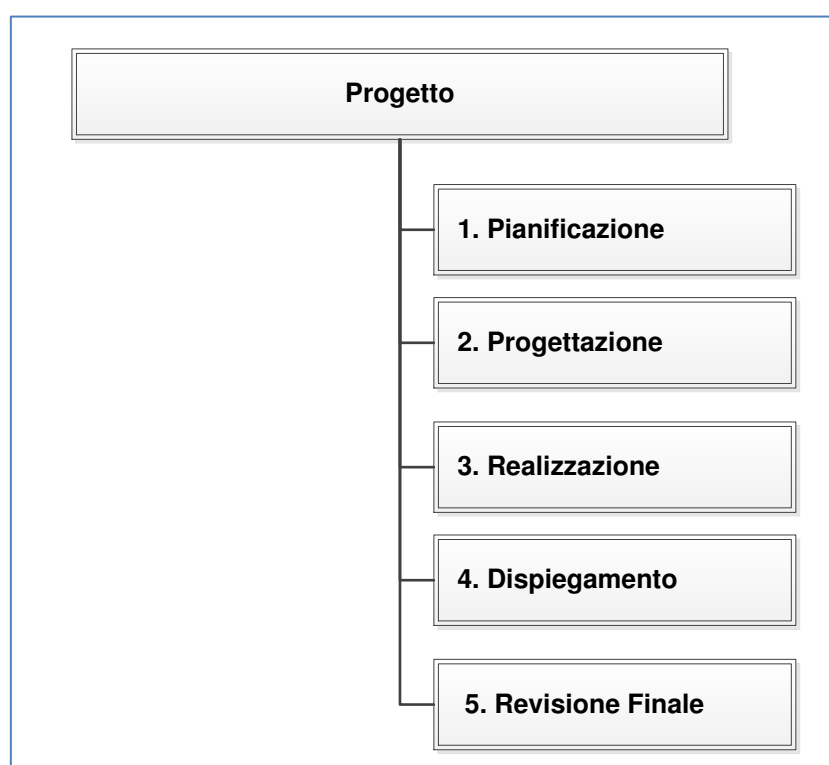 Progetto
1. Pianificazione
2. Progettazione
3. Realizzazione
4. Dispiegamento
5. Revisione Finale